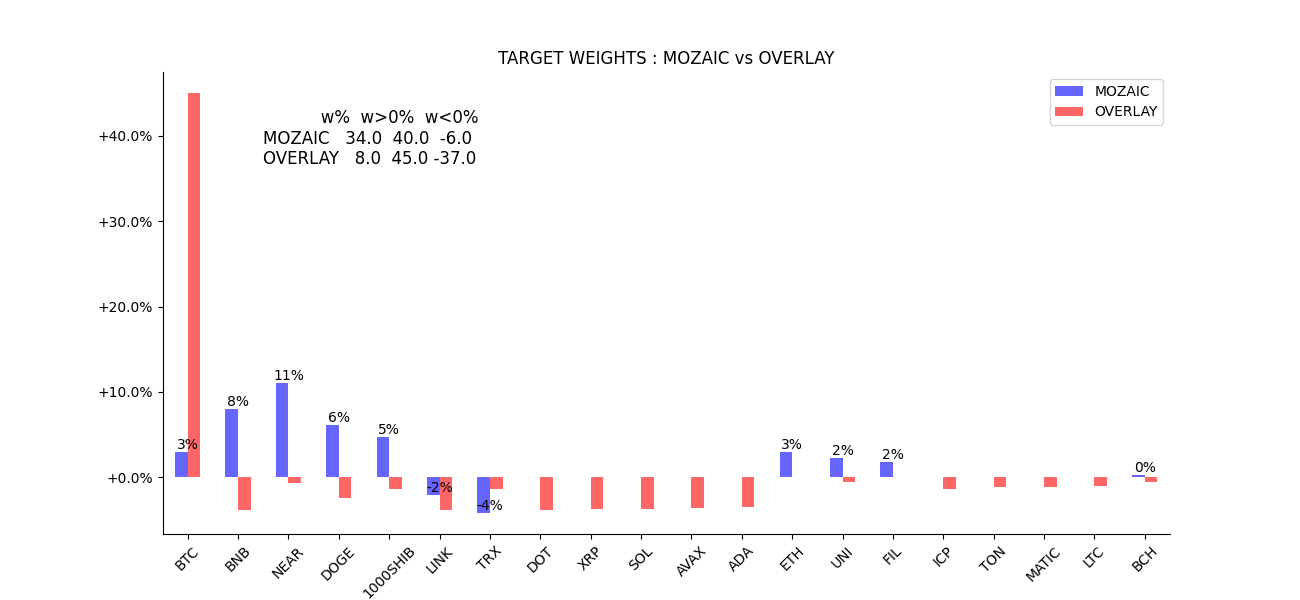 TARGET WEIGHTS : MOZAIC vs OVERLAY
MOZAIC
OVERLAY
w% w>0% w<0%
MOZAIC 34.0 40.0 -6.0
OVERLAY 8.0 45.0 -37.0
+40.0%
+30.0%
+20.0%
+10.0%
+0.0%
3%
8%
11%
6%
5%
-2%
-4%
3%
2%
2%
0%
BTC
BNB
NEAR
DOGE
1000SHIB
LINK
TRX
DOT
XRP
SOL
AVAX
ADA
ETH
UNI
FIL
ICP
TON
MATIC
LTC
BCH